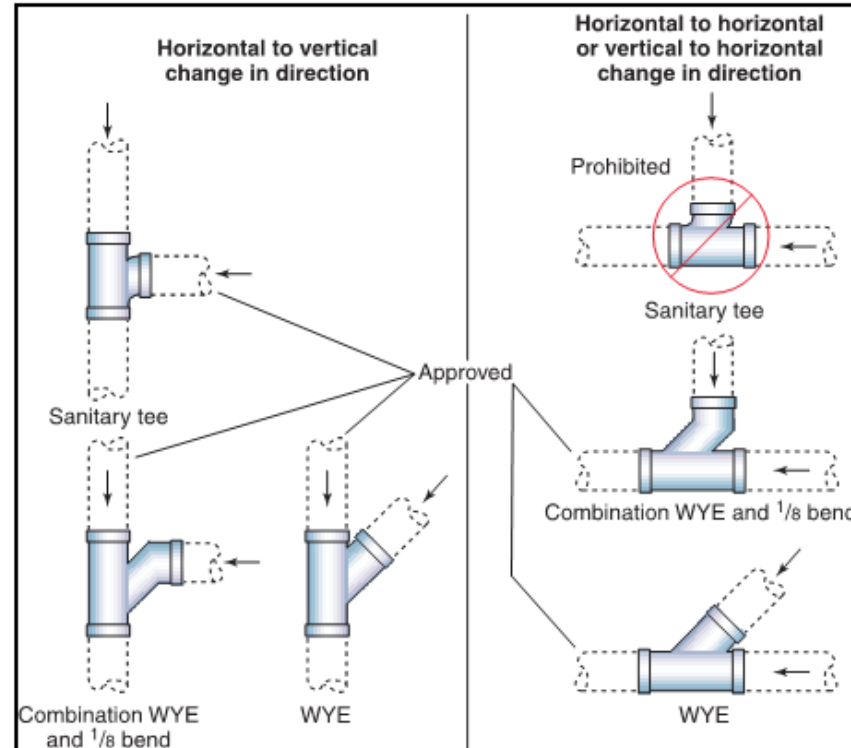 Horizontal to vertical
change in direction
Sanitary tee
Combination WYE
and 1/8 bend
WYE
Approved
Horizontal to horizontal
or vertical to horizontal
change in direction
Prohibited
Sanitary tee
Combination WYE and 1/8 bend
WYE